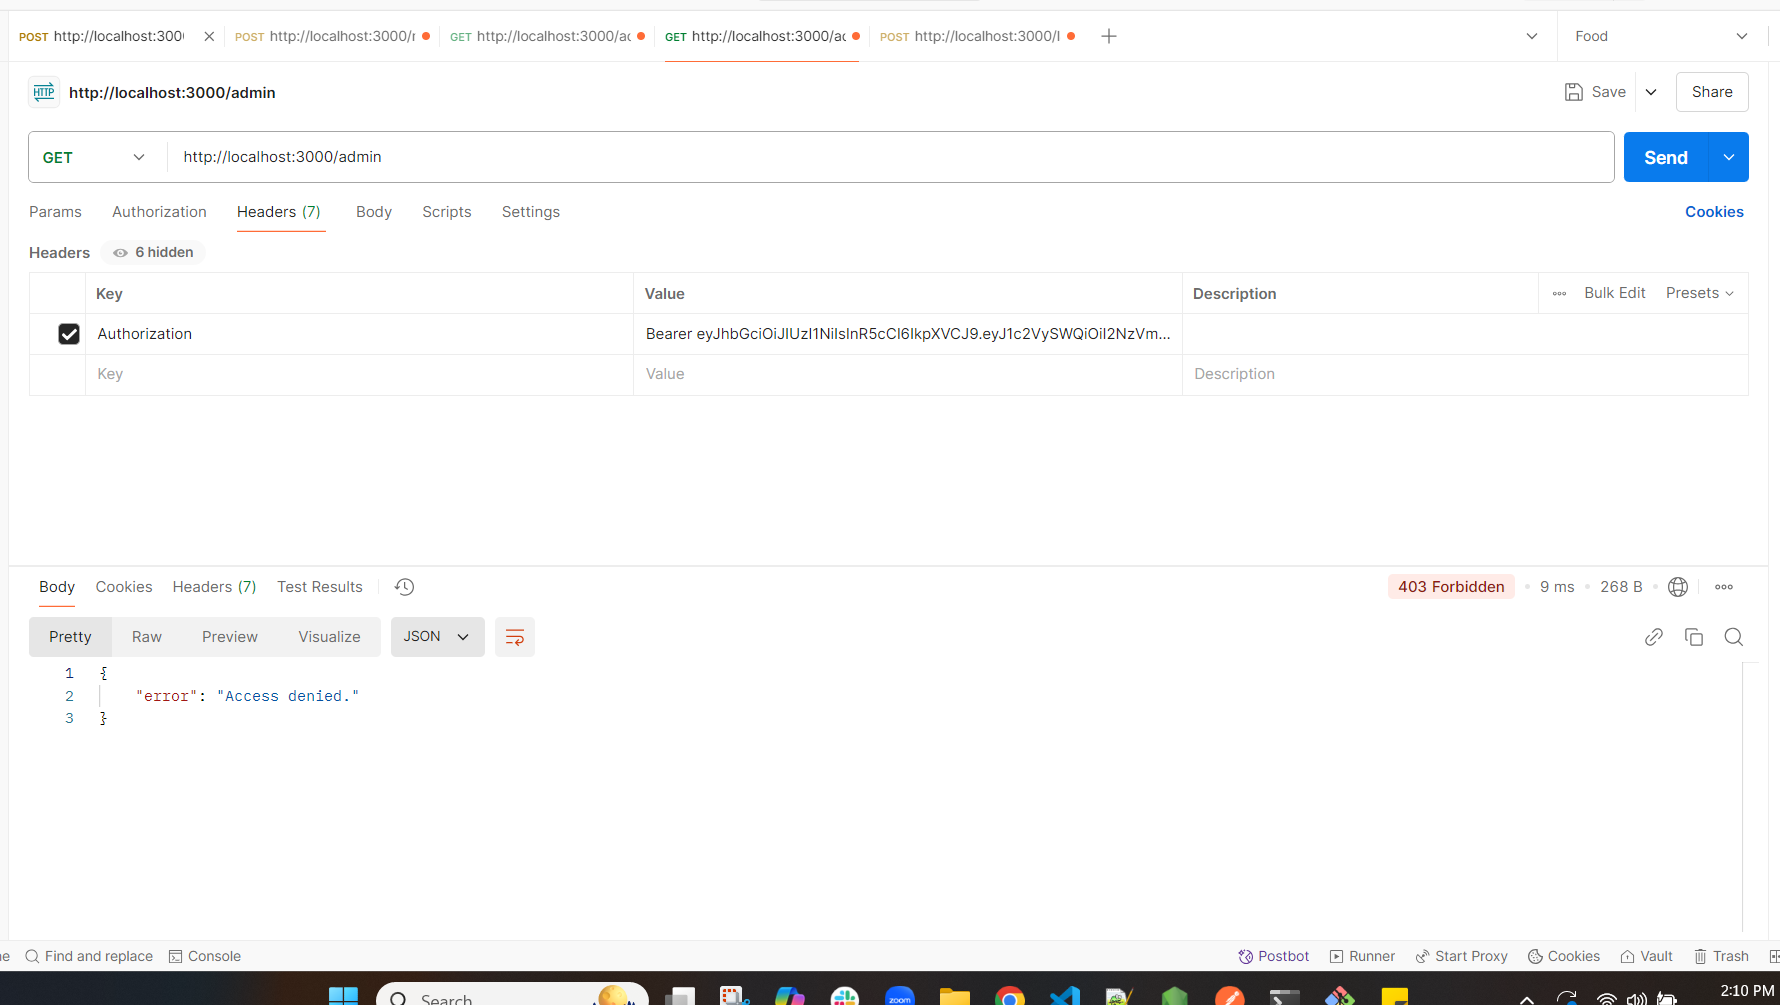 POST http://localhost:3000 POST http://localhost:3000/r GET http://localhost:3000/ac GET http://localhost:3000/ac POST http://localhost:3000/l Food
HTTP http://localhost:3000/admin Save Share
GET http://localhost:3000/admin Send
Params Authorization Headers (7) Body Scripts Settings Cookies
Headers 6 hidden
Key Value Description Bulk Edit Presets
Authorization Bearer eyJhbGciOiJIUzI1NiIsInR5cCI6IkpXVCJ9.eyJ1c2VySWQiOiI2NzVm...
Key Value Description
Body Cookies Headers (7) Test Results 403 Forbidden 9 ms 268 B
Pretty Raw Preview Visualize JSON
1 {
2 "error": "Access denied."
3 }
ne Find and replace Console Postbot Runner Start Proxy Cookies Vault Trash
Search zoom 2:10 PM